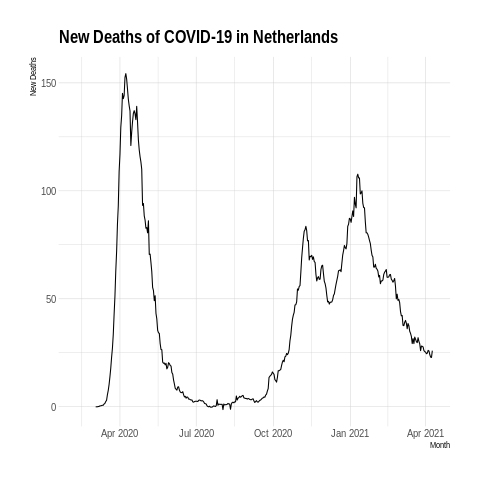 New Deaths of COVID-19 in Netherlands
New Deaths
150
100
50
0
Apr 2020 Jul 2020 Oct 2020 Jan 2021 Apr 2021
Month